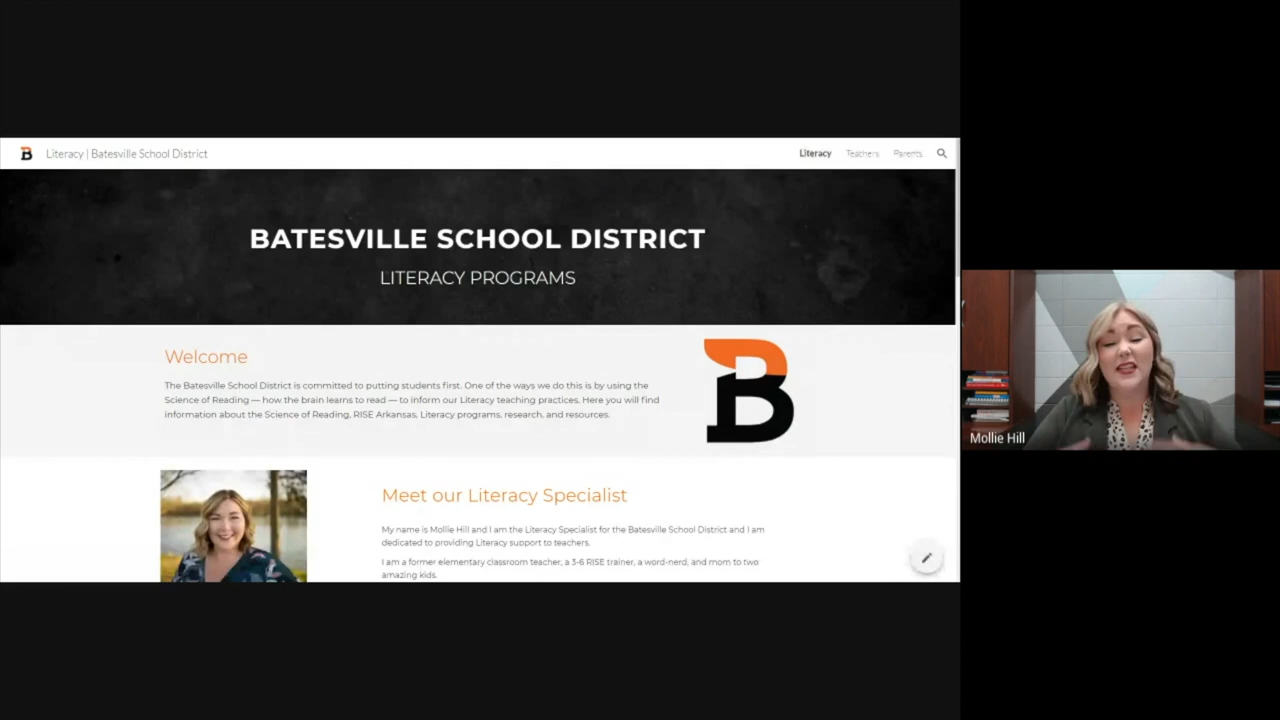 B Literacy | Batesville School District
Literacy Teachers Parents
BATESVILLE SCHOOL DISTRICT
LITERACY PROGRAMS
Welcome
The Batesville School District is committed to putting students first. One of the ways we do this is by using the
Science of Reading — how the brain learns to read — to inform our Literacy teaching practices. Here you will find
information about the Science of Reading, RISE Arkansas, Literacy programs, research, and resources.
B
Mollie Hill
Meet our Literacy Specialist
My name is Mollie Hill and I am the Literacy Specialist for the Batesville School District and I am
dedicated to providing Literacy support to teachers.
I am a former elementary classroom teacher, a 3-6 RISE trainer, a word-nerd, and mom to two
amazing kids.